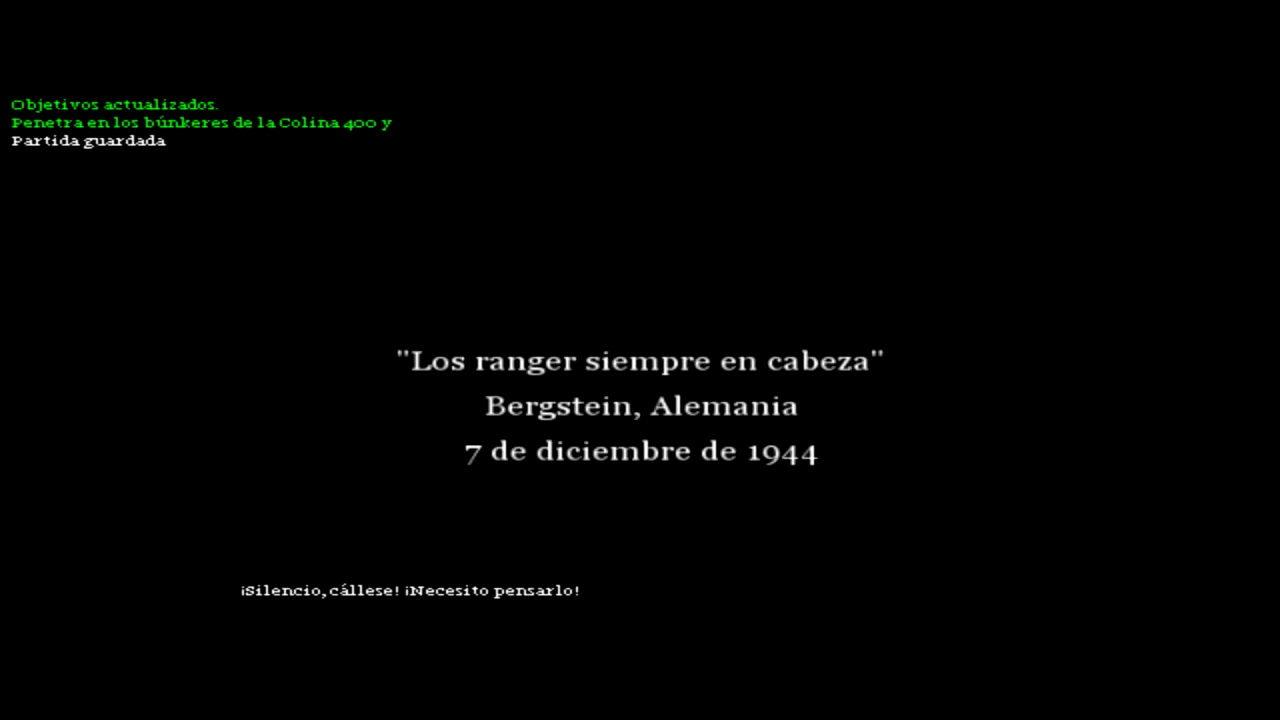 Objetivos actualizados.
Penetra en los búnkeres de la Colina 400 y
Partida guardada
"Los ranger siempre en cabeza"
Bergstein, Alemania
7 de diciembre de 1944
¡Silencio, cállese! ¡Necesito pensarlo!